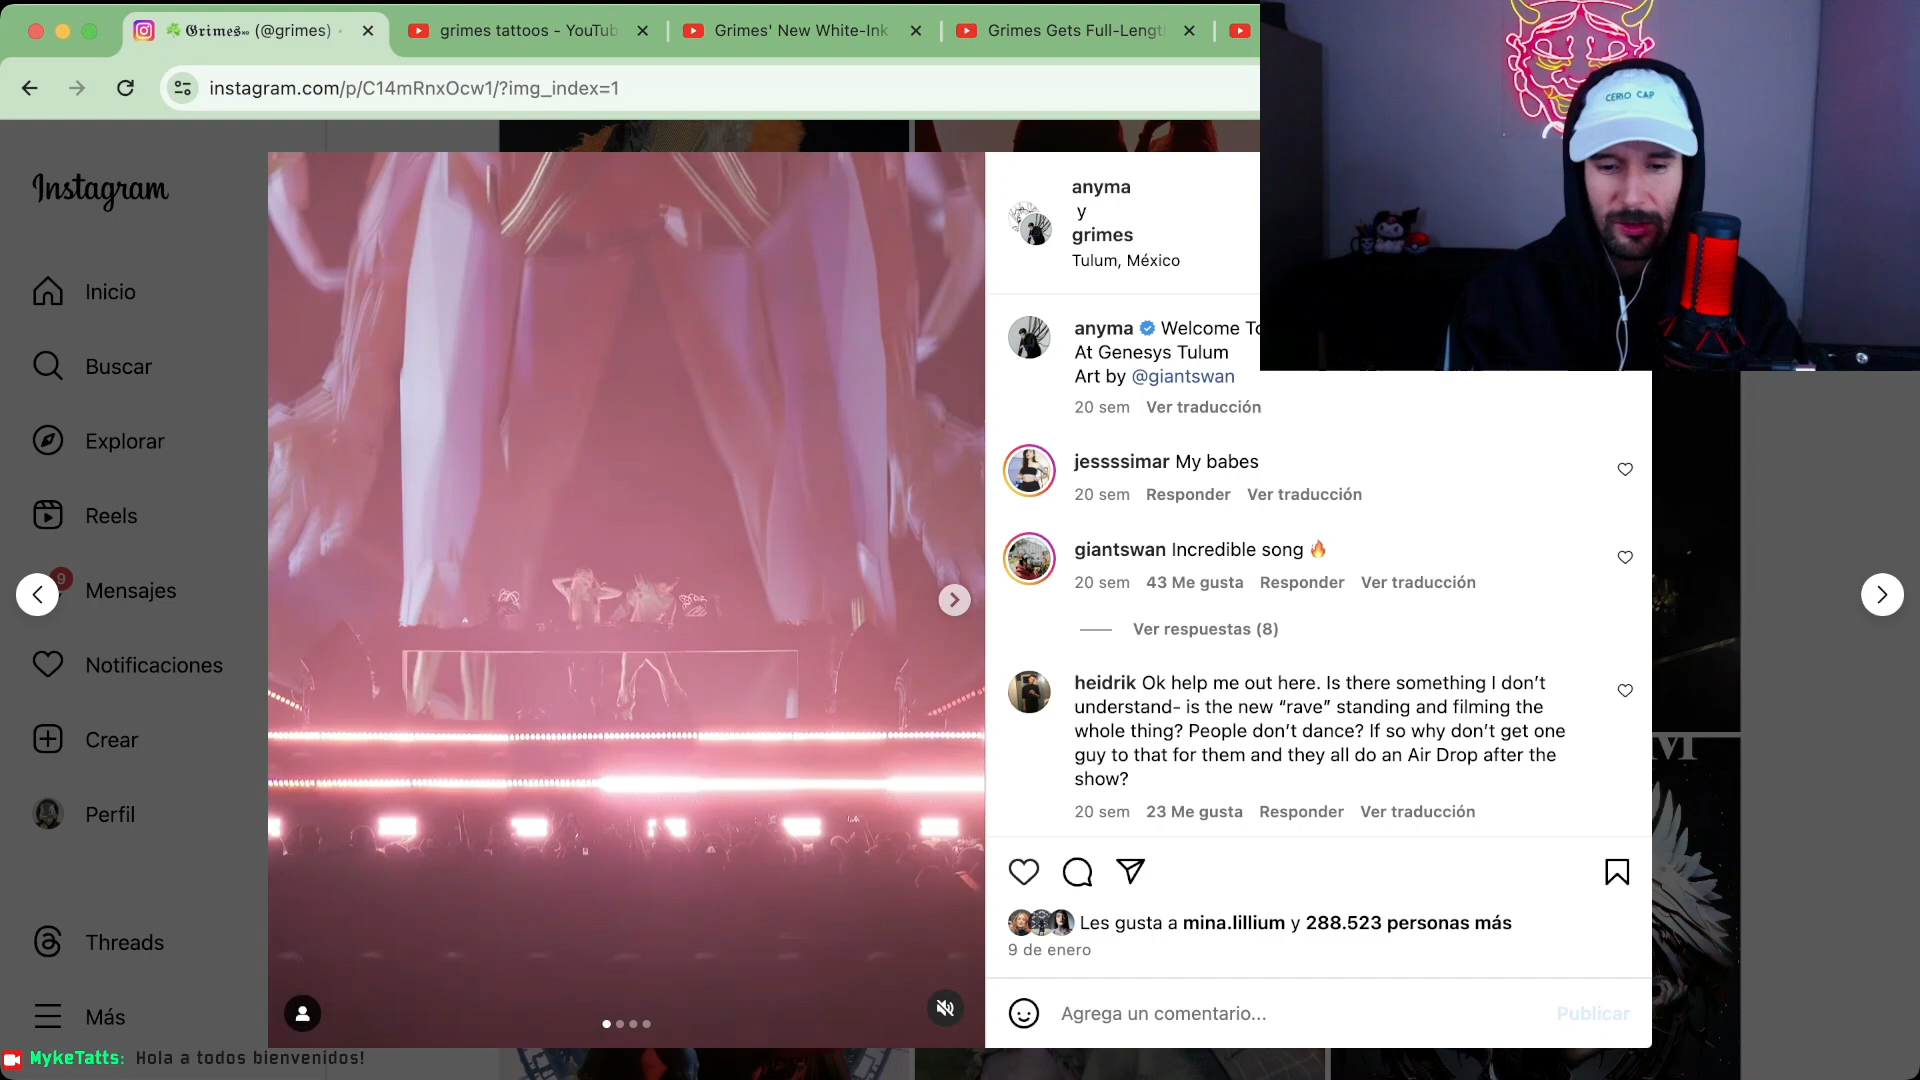 𝕲𝖗𝖎𝖒𝖊𝖘 (@grimes) ·
grimes tattoos - YouTub
Grimes' New White-Ink
Grimes Gets Full-Lengt
instagram.com/p/C14mRnxOcw1/?img_index=1
CERIO CAP
Instagram
Inicio
Buscar
Explorar
Reels
9
Mensajes
Notificaciones
Crear
Perfil
Threads
Más
anyma
y
grimes
Tulum, México
anyma Welcome To
At Genesys Tulum
Art by @giantswan
20 sem Ver traducción
jessssimar My babes
20 sem Responder Ver traducción
giantswan Incredible song 🔥
20 sem 43 Me gusta Responder Ver traducción
Ver respuestas (8)
heidrik Ok help me out here. Is there something I don’t
understand- is the new “rave” standing and filming the
whole thing? People don’t dance? If so why don’t get one
guy to that for them and they all do an Air Drop after the
show?
20 sem 23 Me gusta Responder Ver traducción
Les gusta a mina.lillium y 288.523 personas más
9 de enero
Agrega un comentario...
Publicar
MykeTatts: Hola a todos bienvenidos!